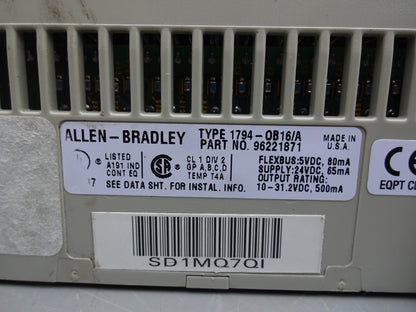 ALLEN-BRADLEY TYPE 1794-OB16/A MADE IN U.S.A.
PART NO. 96221871
LISTED A191 IND CONT EQ
CL 1 DIV 2
GP A,B,C,D
TEMP T4A
FLEXBUS:5VDC, 80mA
SUPPLY:24VDC, 65mA
OUTPUT RATING:
10-31.2VDC, 500mA
SEE DATA SHT. FOR INSTAL. INFO.
CE
EQPT
SD1MQ7QI